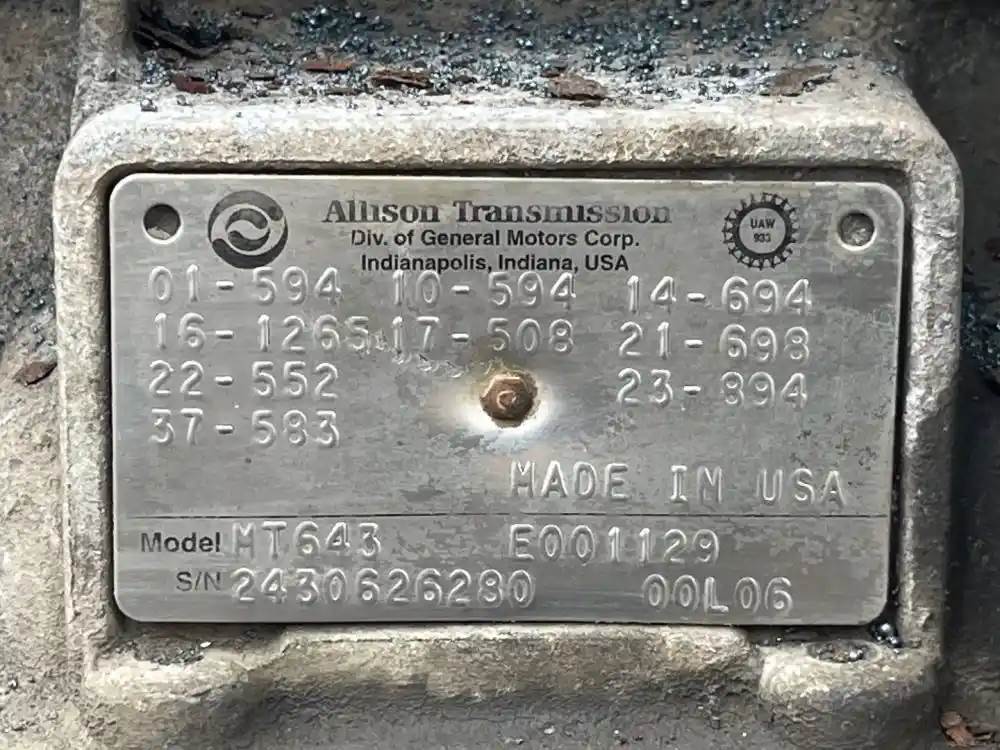 Allison Transmission
Div. of General Motors Corp.
Indianapolis, Indiana, USA
UAW
933
01-594 10-594 14-694
16-1265 17-508 21-698
22-552 23-894
37-583
MADE IN USA
Model MT643 E001129
S/N 2430626280 00L06